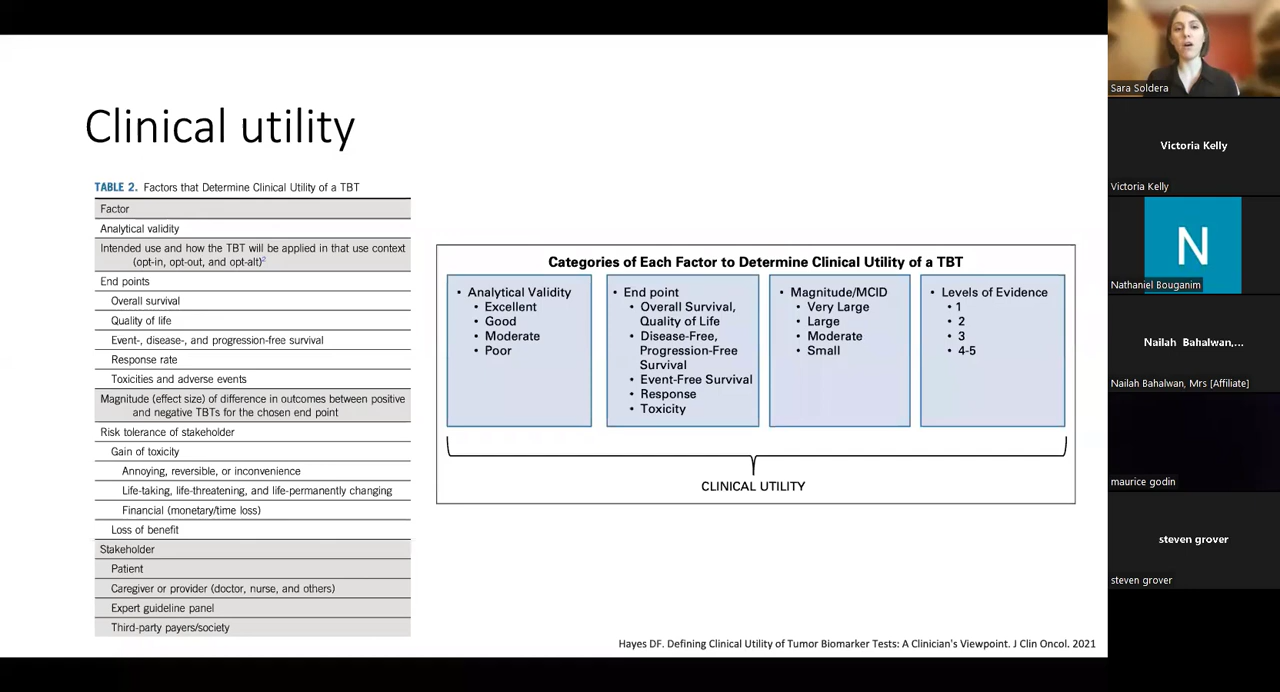 Clinical utility
TABLE 2. Factors that Determine Clinical Utility of a TBT
Factor
Analytical validity
Intended use and how the TBT will be applied in that use context
(opt-in, opt-out, and opt-alt)2
End points
Overall survival
Quality of life
Event-, disease-, and progression-free survival
Response rate
Toxicities and adverse events
Magnitude (effect size) of difference in outcomes between positive
and negative TBTs for the chosen end point
Risk tolerance of stakeholder
Gain of toxicity
Annoying, reversible, or inconvenience
Life-taking, life-threatening, and life-permanently changing
Financial (monetary/time loss)
Loss of benefit
Stakeholder
Patient
Caregiver or provider (doctor, nurse, and others)
Expert guideline panel
Third-party payers/society
Categories of Each Factor to Determine Clinical Utility of a TBT
• Analytical Validity
• Excellent
• Good
• Moderate
• Poor
• End point
• Overall Survival,
Quality of Life
• Disease-Free,
Progression-Free
Survival
• Event-Free Survival
• Response
• Toxicity
• Magnitude/MCID
• Very Large
• Large
• Moderate
• Small
• Levels of Evidence
• 1
• 2
• 3
• 4-5
CLINICAL UTILITY
Hayes DF. Defining Clinical Utility of Tumor Biomarker Tests: A Clinician's Viewpoint. J Clin Oncol. 2021
Sara Soldera
Victoria Kelly
Victoria Kelly
N
Nathaniel Bouganim
Nailah Bahalwan,...
Nailah Bahalwan, Mrs [Affiliate]
maurice godin
steven grover
steven grover